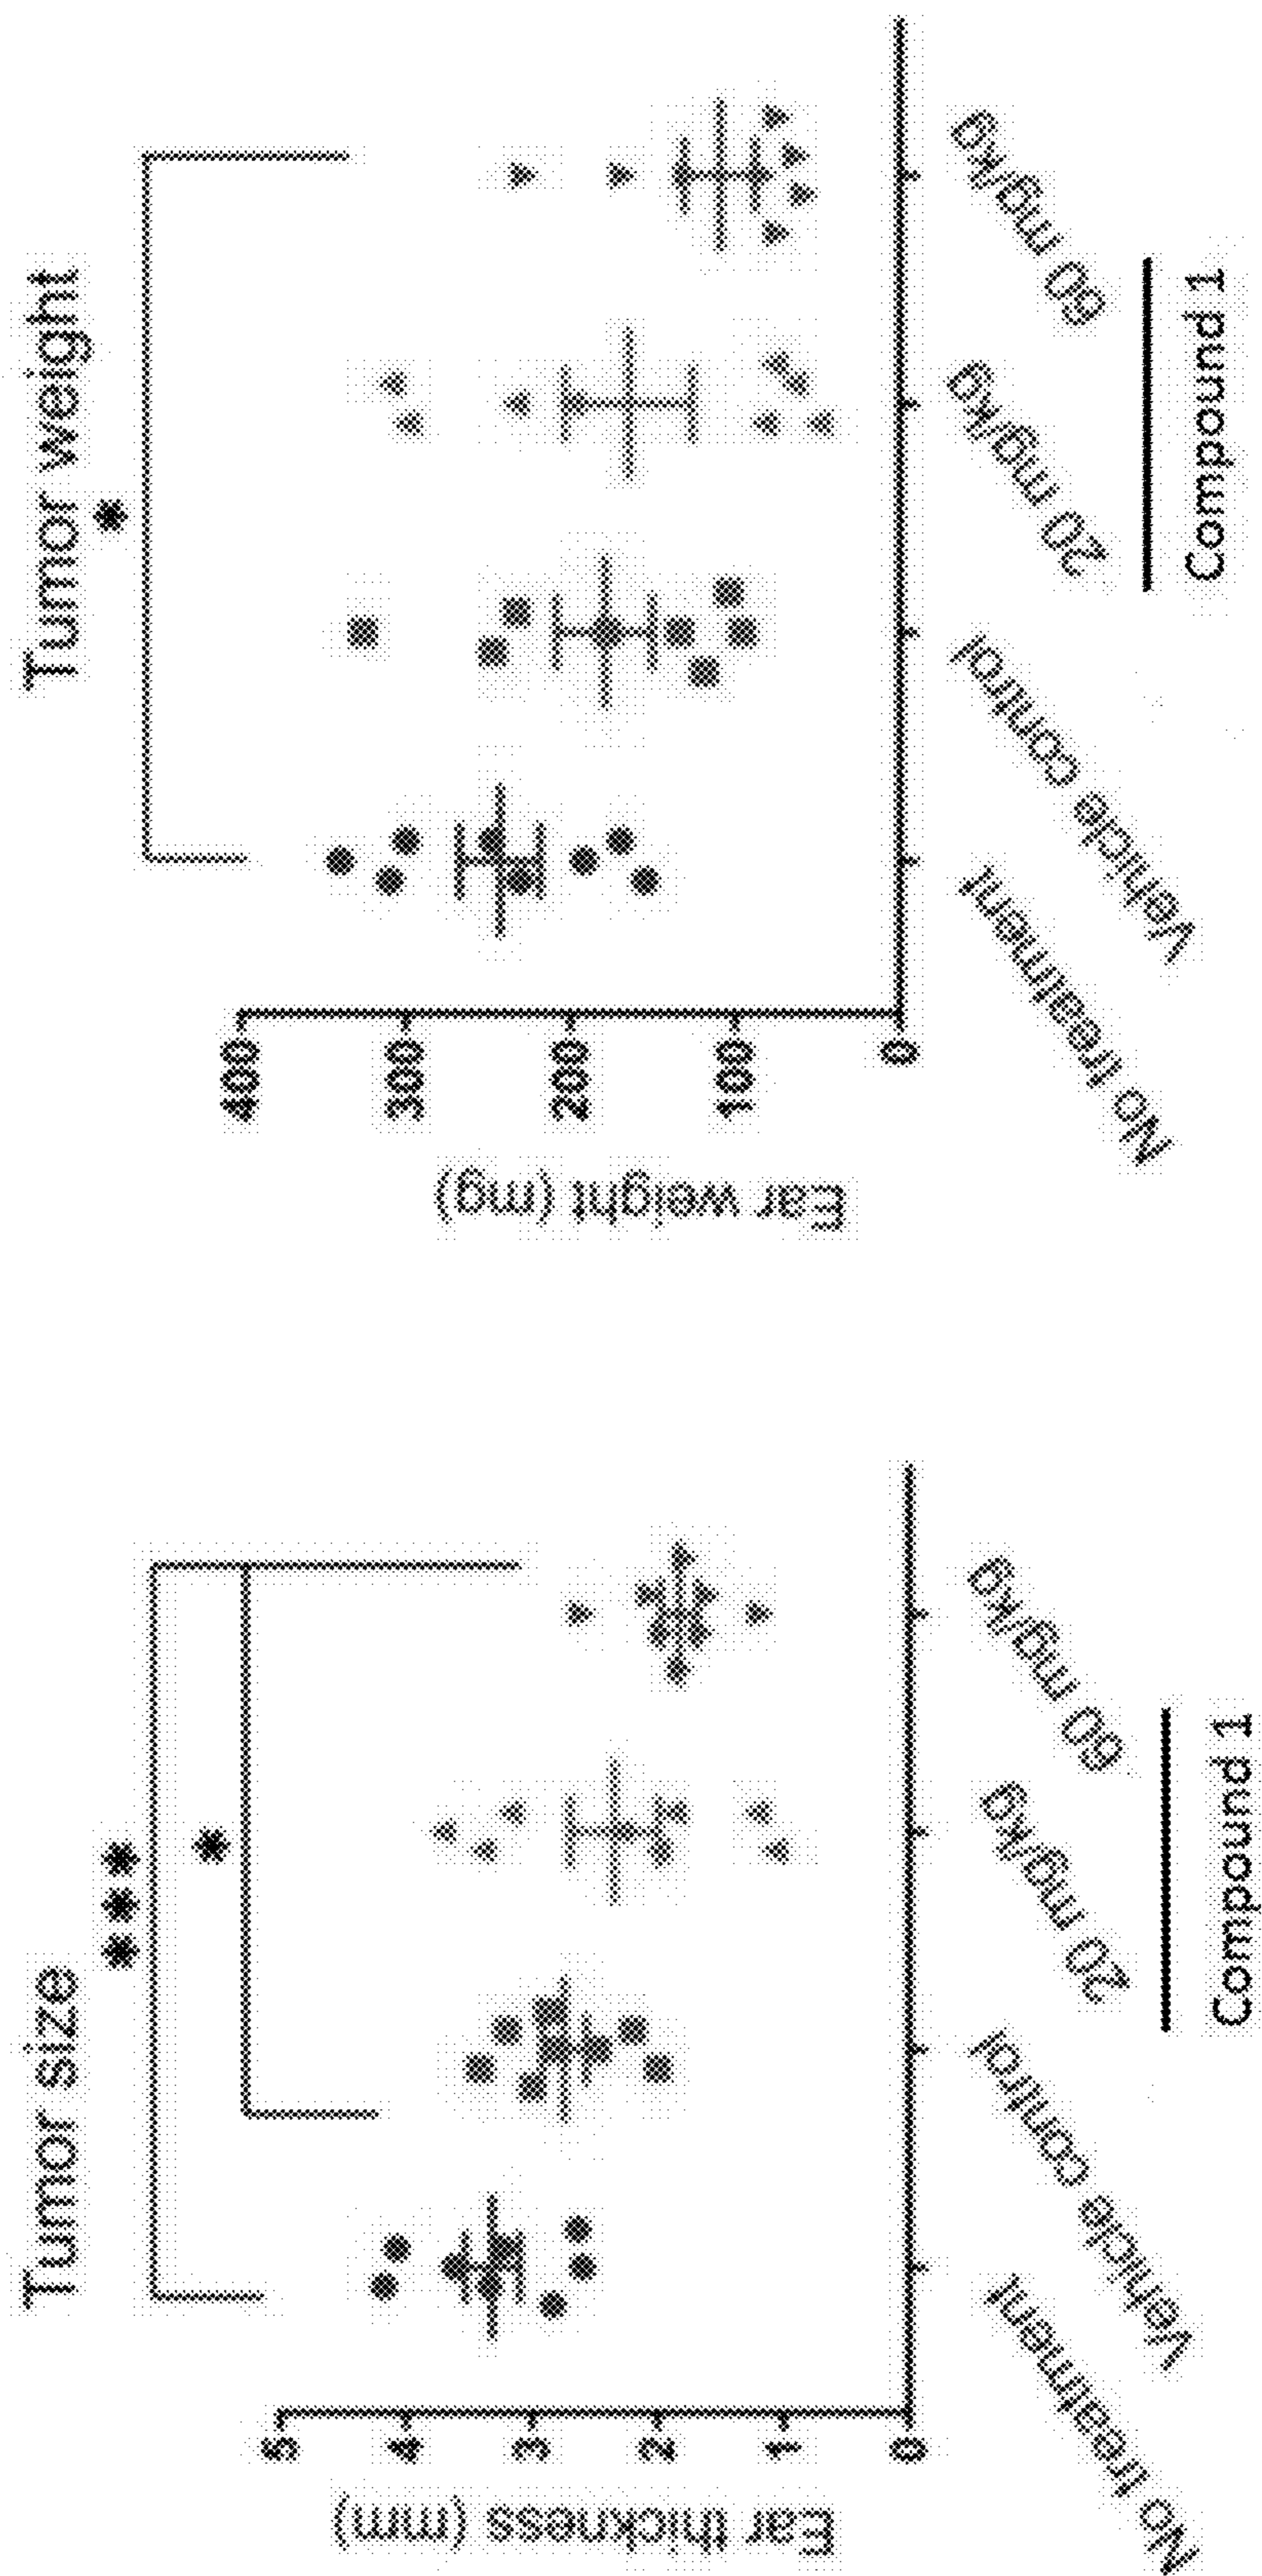 Tumor size
***
*
Ear thickness (mm)
5
4
3
2
1
0
No treatment
Vehicle control
20 mg/kg
60 mg/kg
Compound 1
Tumor weight
*
Ear weight (mg)
400
300
200
100
0
No treatment
Vehicle control
20 mg/kg
60 mg/kg
Compound 1